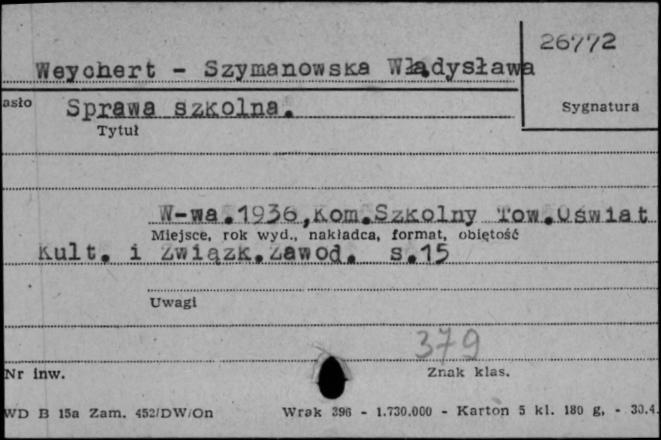 26772
Weychert - Szymanowska Władysława
asło
Sprawa szkolna.
Sygnatura
Tytuł
W-wa.1936,Kom.Szkolny Tow.Oświat
Miejsce, rok wyd., nakładca, format, obiętość
Kult. i Związk.Zawod. s.15
Uwagi
379
Nr inw.
Znak klas.
WD B 15a Zam. 452/DW/On Wrak 396 - 1.730.000 - Karton 5 kl. 180 g, - 30.4.